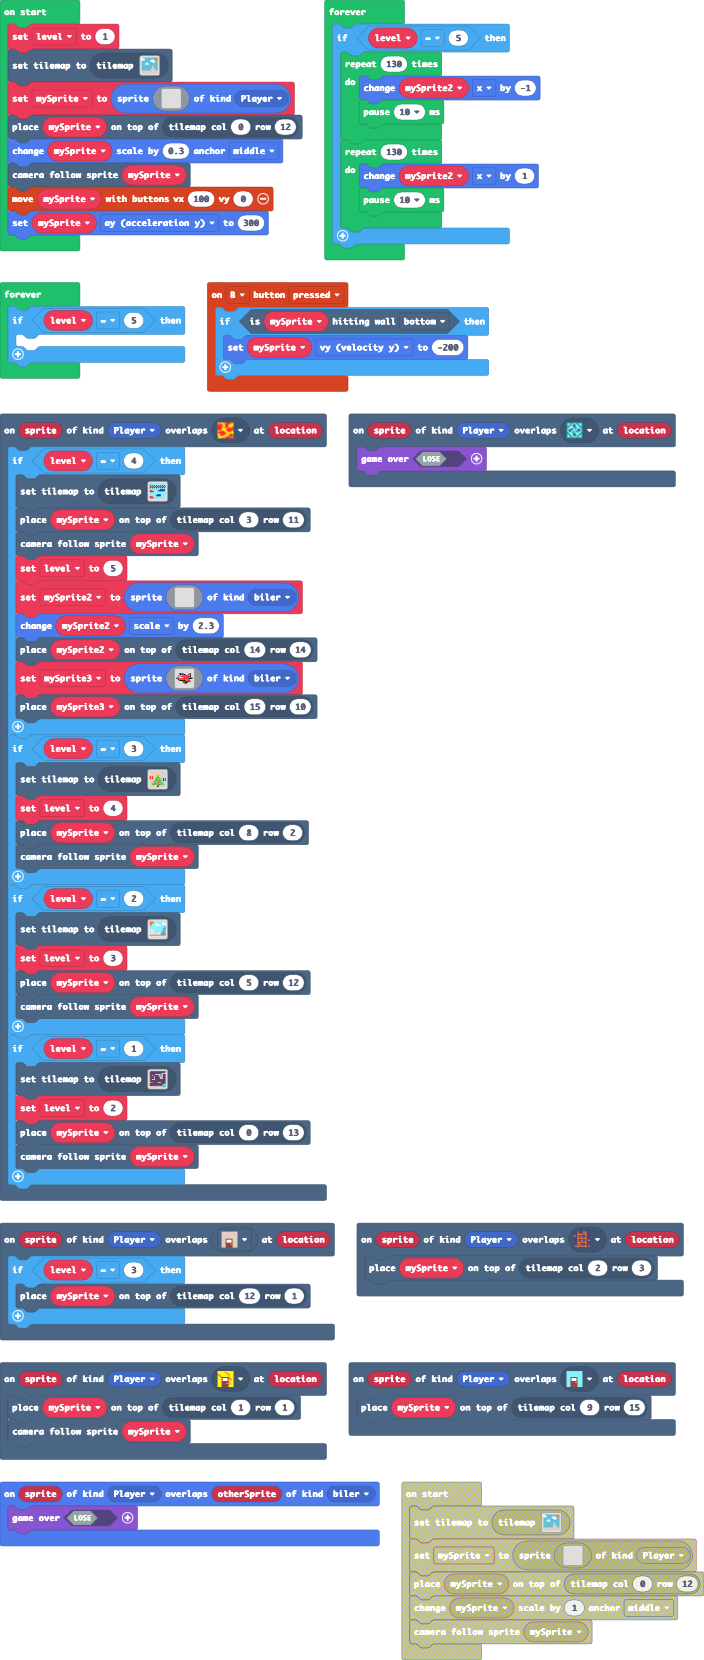 on start
set level to 1
set tilemap to tilemap
set mySprite to sprite of kind Player
place mySprite on top of tilemap col 0 row 12
change mySprite scale by 0.3 anchor middle
camera follow sprite mySprite
move mySprite with buttons vx 100 vy 0
set mySprite ay (acceleration y) to 300
forever
if level = 5 then
repeat 130 times
do
change mySprite2 x by -1
pause 10 ms
repeat 130 times
do
change mySprite2 x by 1
pause 10 ms
forever
if level = 5 then
on B button pressed
if is mySprite hitting wall bottom then
set mySprite vy (velocity y) to -200
on sprite of kind Player overlaps at location
if level = 4 then
set tilemap to tilemap
place mySprite on top of tilemap col 3 row 11
camera follow sprite mySprite
set level to 5
set mySprite2 to sprite of kind biler
change mySprite2 scale by 2.3
place mySprite2 on top of tilemap col 14 row 14
set mySprite3 to sprite of kind biler
place mySprite3 on top of tilemap col 15 row 10
if level = 3 then
set tilemap to tilemap
set level to 4
place mySprite on top of tilemap col 8 row 2
camera follow sprite mySprite
if level = 2 then
set tilemap to tilemap
set level to 3
place mySprite on top of tilemap col 5 row 12
camera follow sprite mySprite
if level = 1 then
set tilemap to tilemap
set level to 2
place mySprite on top of tilemap col 0 row 13
camera follow sprite mySprite
on sprite of kind Player overlaps at location
game over LOSE
on sprite of kind Player overlaps at location
if level = 3 then
place mySprite on top of tilemap col 12 row 1
on sprite of kind Player overlaps at location
place mySprite on top of tilemap col 2 row 3
on sprite of kind Player overlaps at location
place mySprite on top of tilemap col 1 row 1
camera follow sprite mySprite
on sprite of kind Player overlaps at location
place mySprite on top of tilemap col 9 row 15
on sprite of kind Player overlaps otherSprite of kind biler
game over LOSE
on start
set tilemap to tilemap
set mySprite to sprite of kind Player
place mySprite on top of tilemap col 0 row 12
change mySprite scale by 1 anchor middle
camera follow sprite mySprite